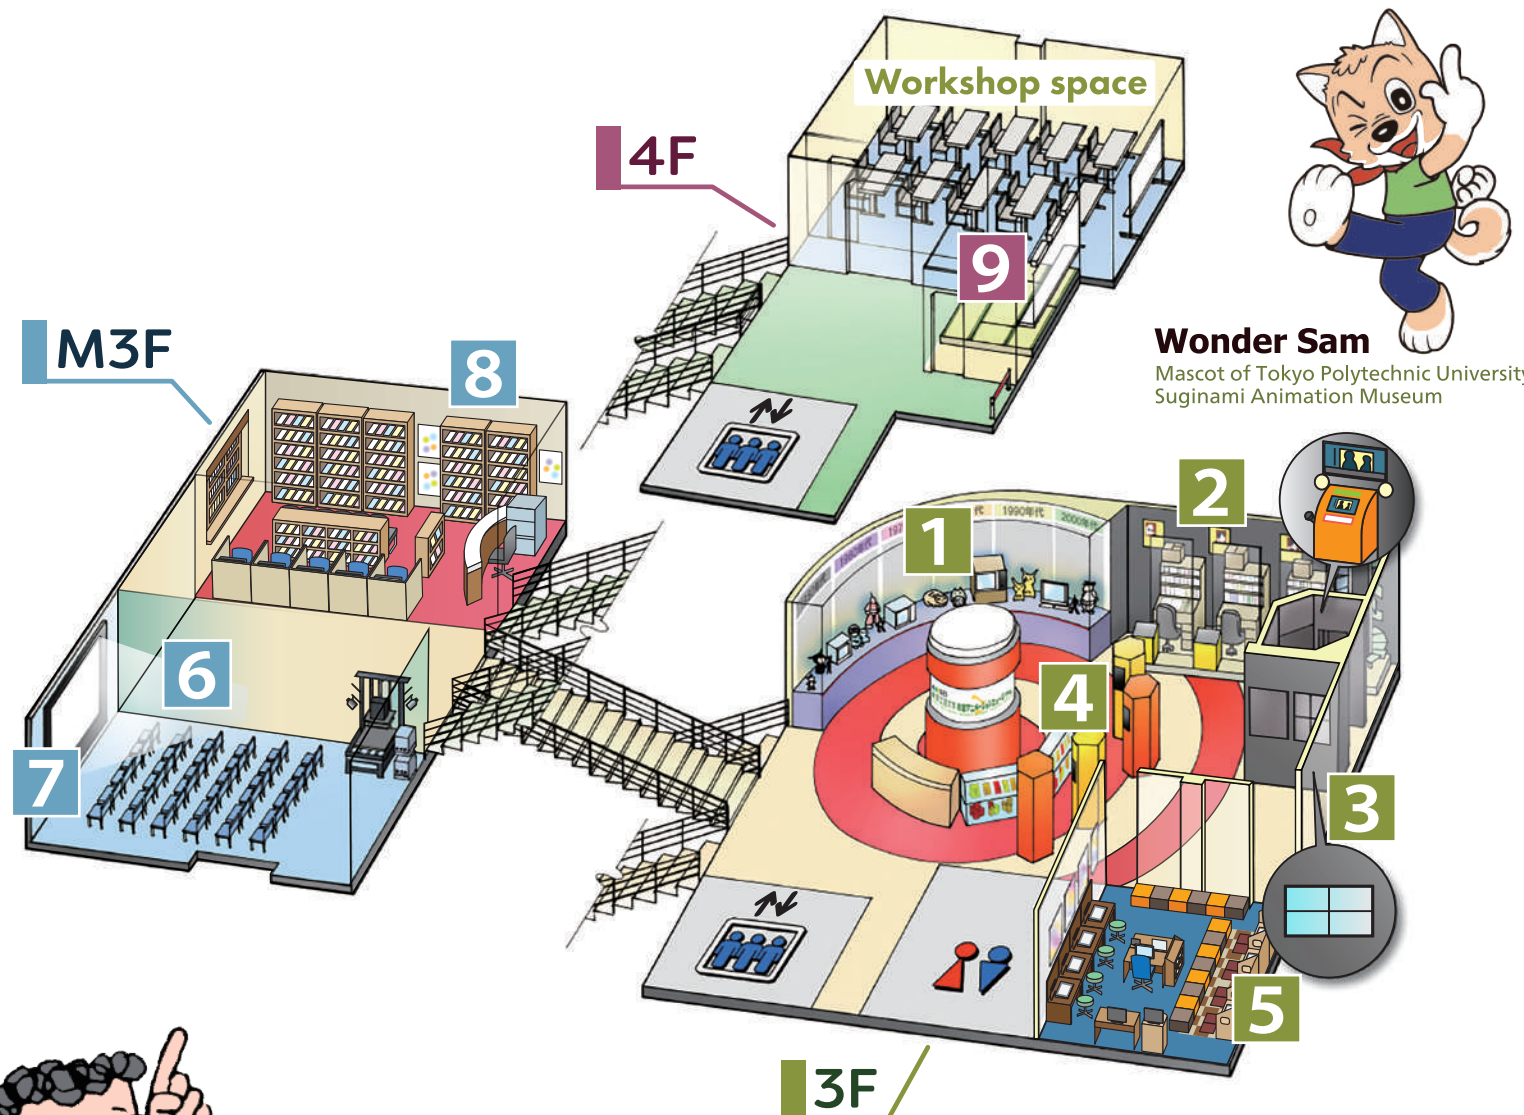 Workshop space
4F
9
Wonder Sam
Mascot of Tokyo Polytechnic University
Suginami Animation Museum
M3F
8
2
1
1990年代
2000年代
6
4
7
3
5
3F